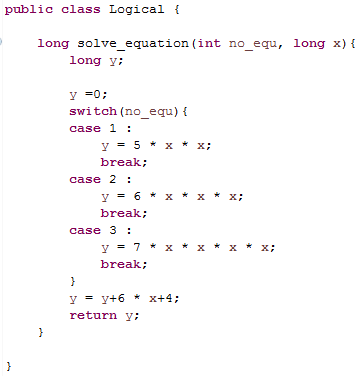 public class Logical {
long solve_equation(int no_equ, long x){
long y;
y =0;
switch(no_equ){
case 1 :
y = 5 * x * x;
break;
case 2 :
y = 6 * x * x * x;
break;
case 3 :
y = 7 * x * x * x * x;
break;
}
y = y+6 * x+4;
return y;
}
}